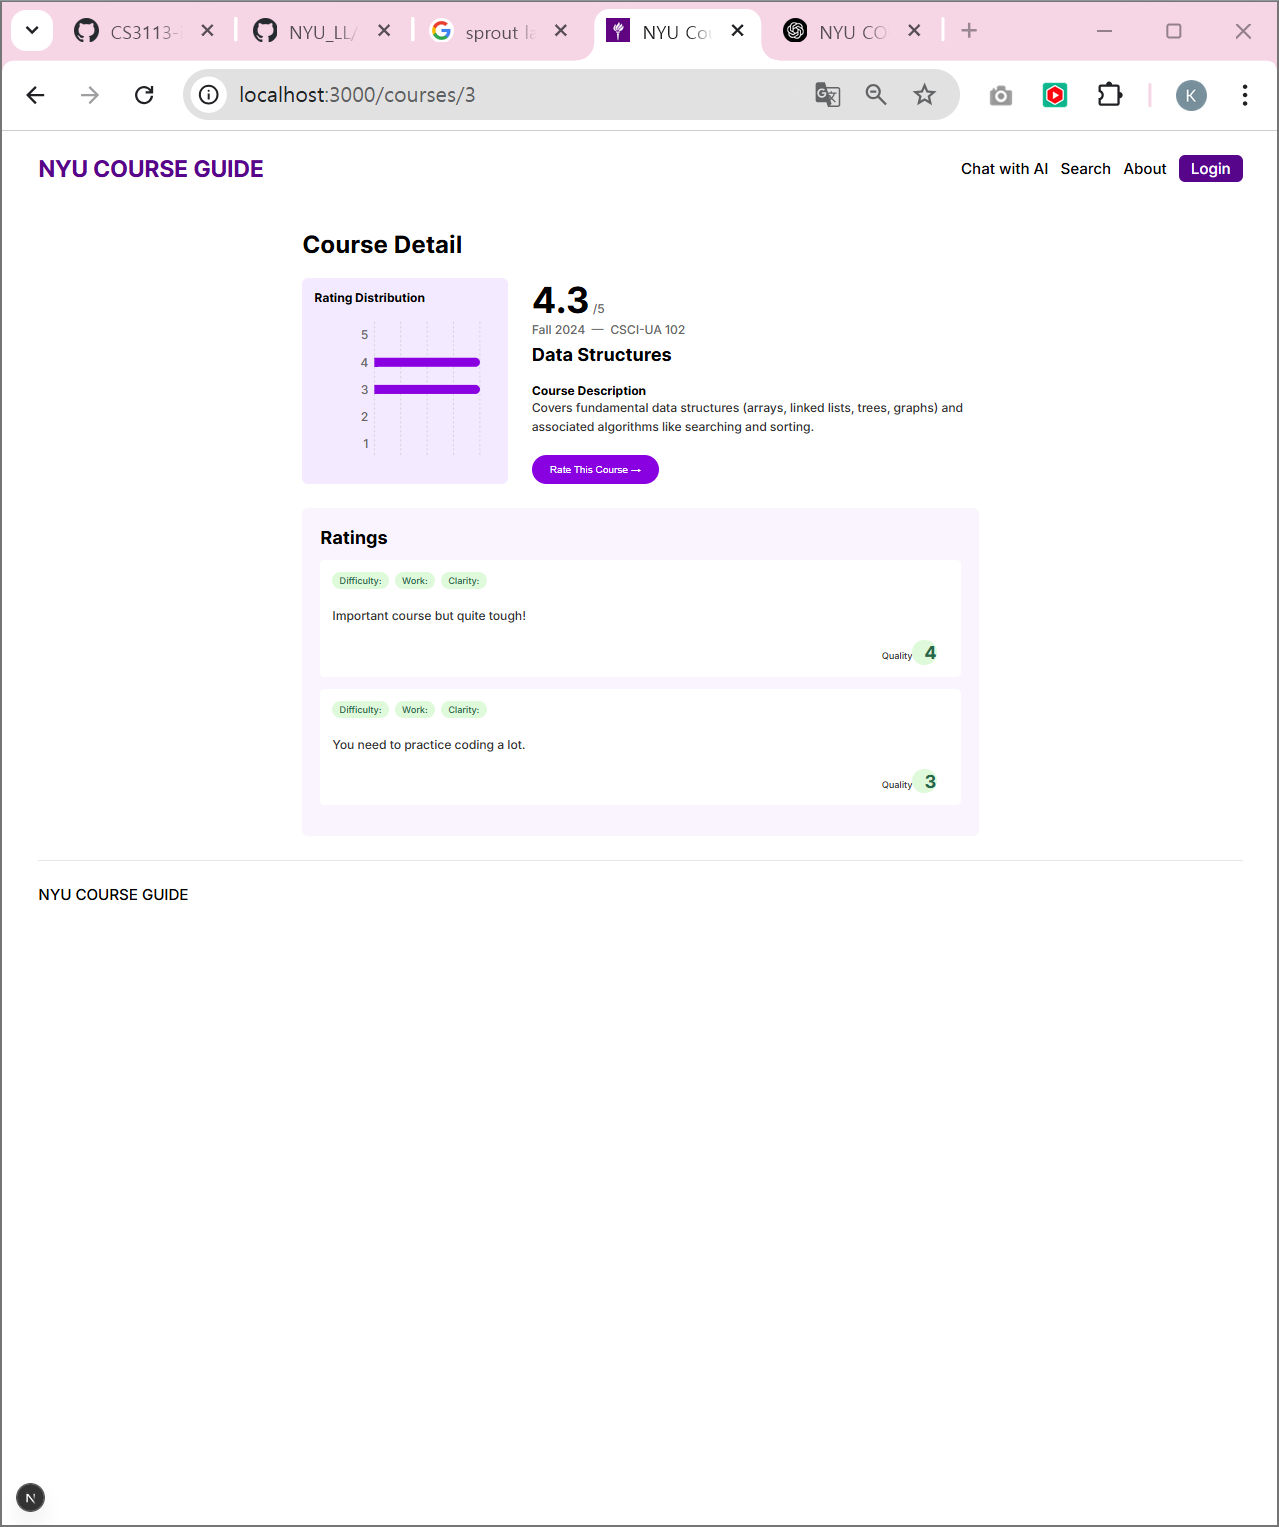 CS3113-
NYU_LL/
sprout la
NYU Cou
NYU CO
localhost:3000/courses/3
K
NYU COURSE GUIDE
Chat with AI
Search
About
Login
Course Detail
Rating Distribution
5
4
3
2
1
4.3 /5
Fall 2024 — CSCI-UA 102
Data Structures
Course Description
Covers fundamental data structures (arrays, linked lists, trees, graphs) and
associated algorithms like searching and sorting.
Rate This Course →
Ratings
Difficulty: Work: Clarity:
Important course but quite tough!
Quality 4
Difficulty: Work: Clarity:
You need to practice coding a lot.
Quality 3
NYU COURSE GUIDE
N